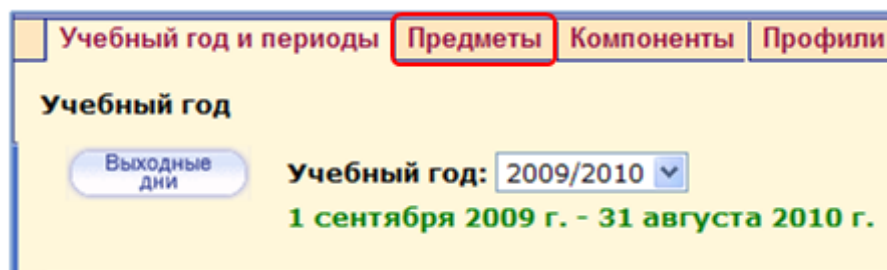 Учебный год и периоды Предметы Компоненты Профили
Учебный год
Выходные
дни
Учебный год: 2009/2010
1 сентября 2009 г. - 31 августа 2010 г.